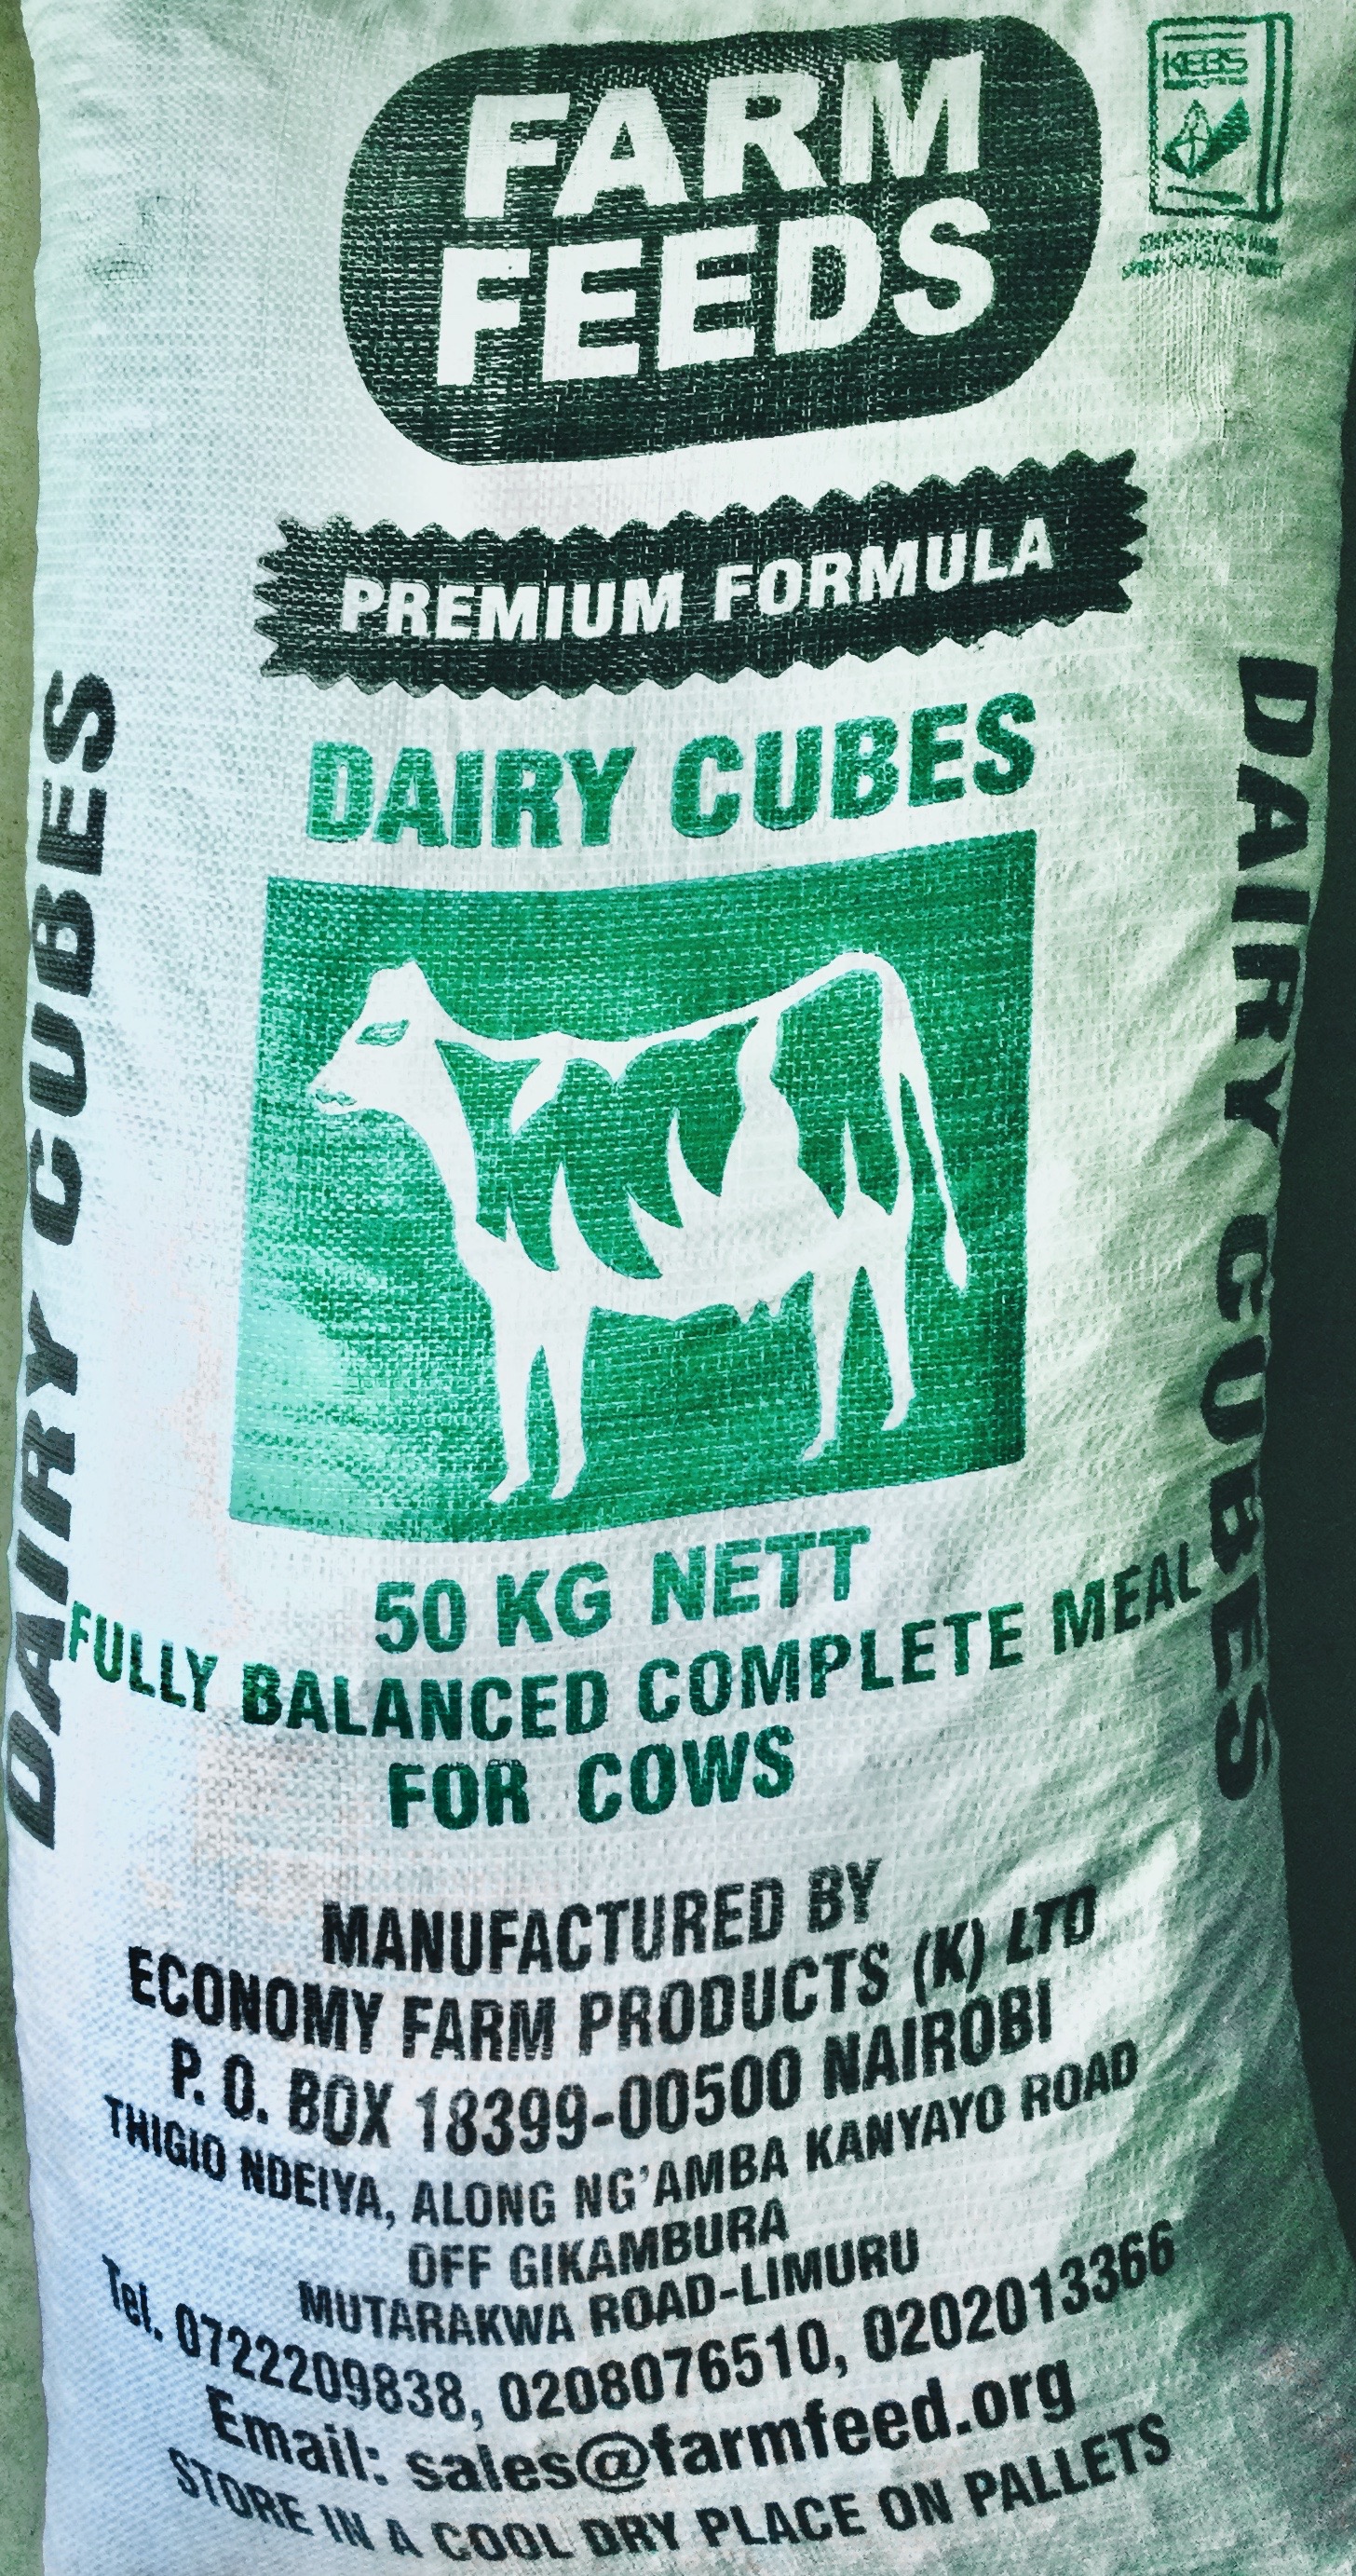 FARM
FEEDS
KEBS
PREMIUM FORMULA
DAIRY CUBES
DAIRY CUBES
DAIRY CUBES
50 KG NETT
FULLY BALANCED COMPLETE MEAL
FOR COWS
MANUFACTURED BY
ECONOMY FARM PRODUCTS (K) LTD
P. O. BOX 18399-00500 NAIROBI
THIGIO NDEIYA, ALONG NG'AMBA KANYAYO ROAD
OFF GIKAMBURA
MUTARAKWA ROAD-LIMURU
Tel. 0722209838, 0208076510, 0202013366
Email: sales@farmfeed.org
STORE IN A COOL DRY PLACE ON PALLETS